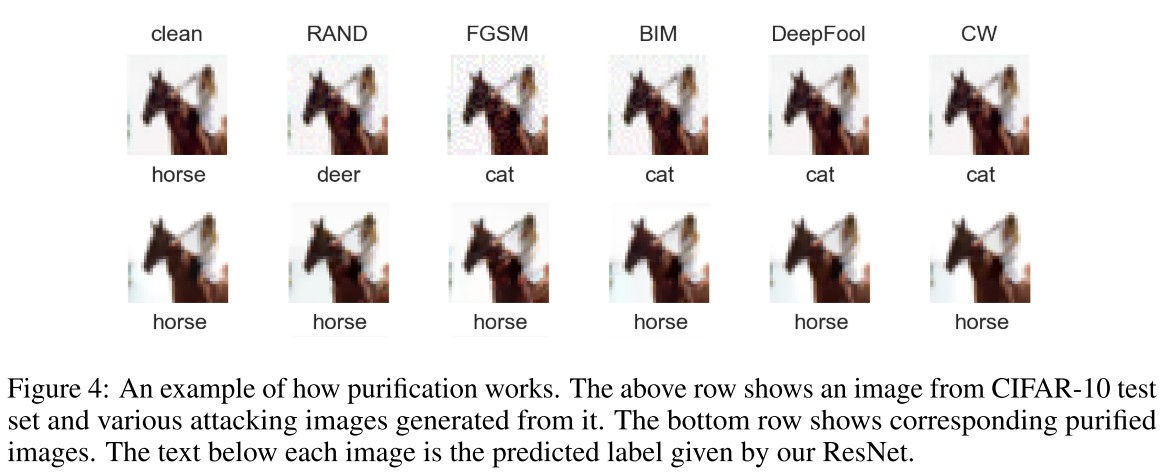 clean RAND FGSM BIM DeepFool CW
horse deer cat cat cat cat
horse horse horse horse horse horse
Figure 4: An example of how purification works. The above row shows an image from CIFAR-10 test
set and various attacking images generated from it. The bottom row shows corresponding purified
images. The text below each image is the predicted label given by our ResNet.